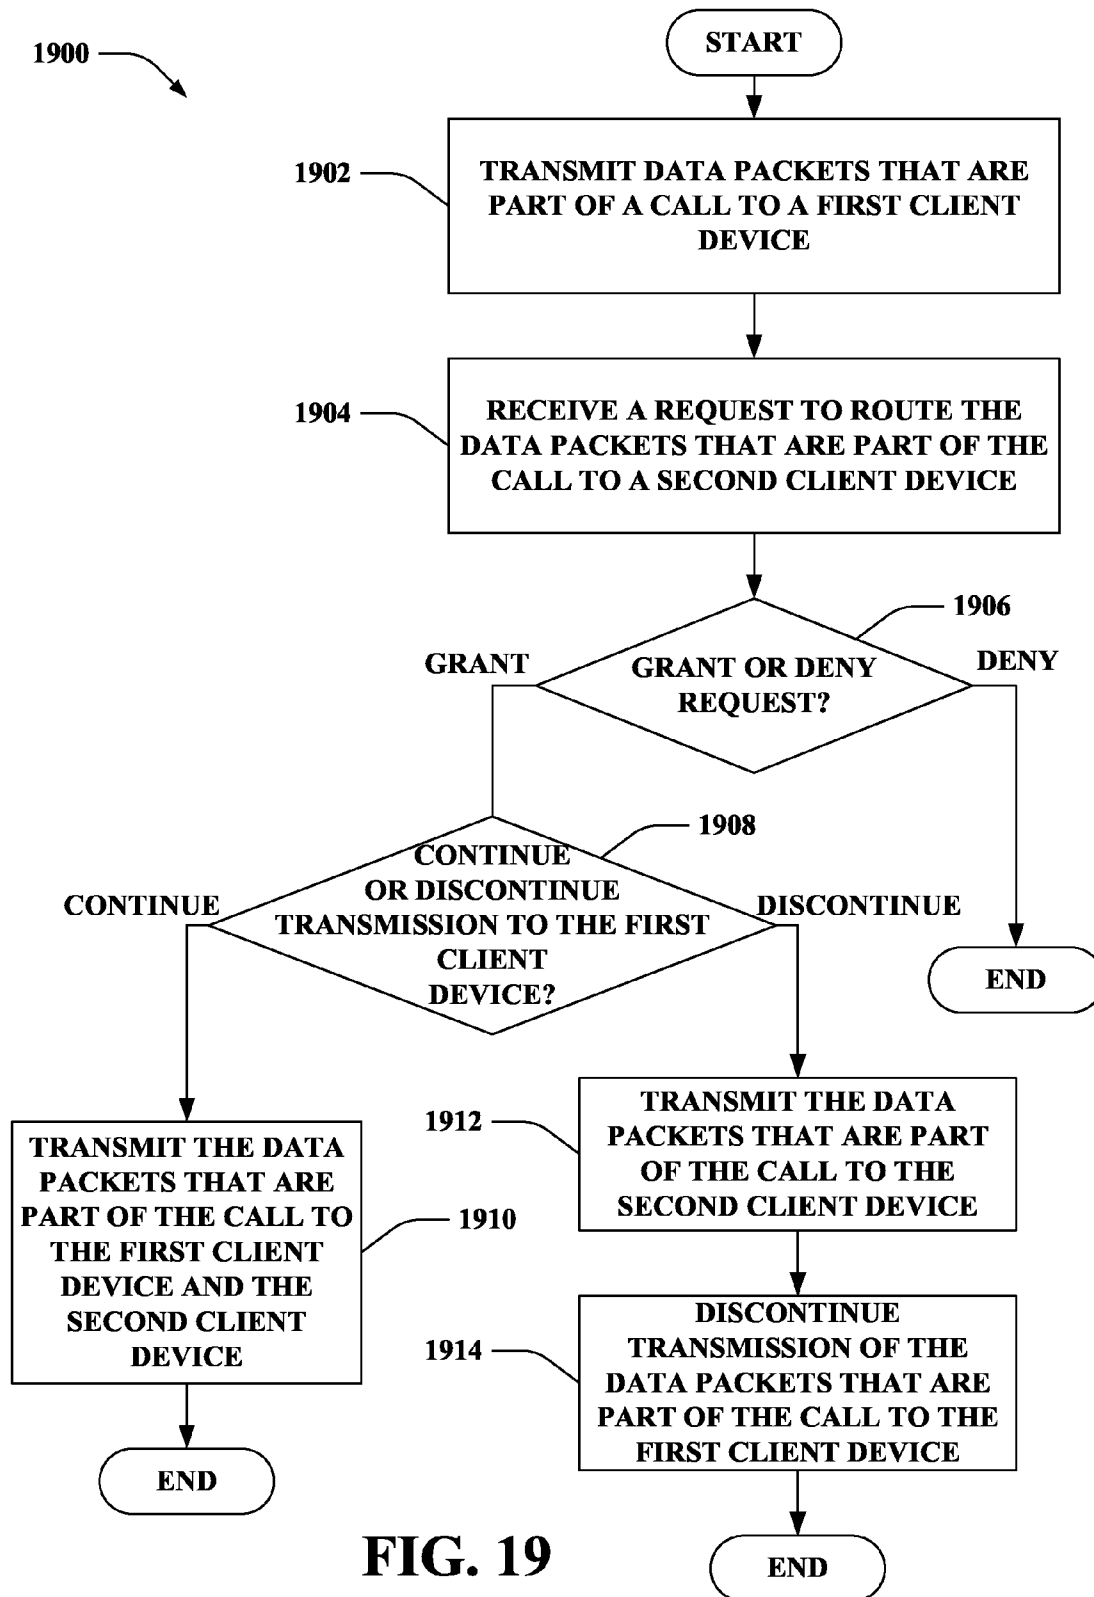 1900
START
1902
TRANSMIT DATA PACKETS THAT ARE
PART OF A CALL TO A FIRST CLIENT
DEVICE
1904
RECEIVE A REQUEST TO ROUTE THE
DATA PACKETS THAT ARE PART OF THE
CALL TO A SECOND CLIENT DEVICE
1906
GRANT
GRANT OR DENY
REQUEST?
DENY
1908
CONTINUE
CONTINUE
OR DISCONTINUE
TRANSMISSION TO THE FIRST
CLIENT
DEVICE?
DISCONTINUE
END
1912
TRANSMIT THE DATA
PACKETS THAT ARE PART
OF THE CALL TO THE
SECOND CLIENT DEVICE
TRANSMIT THE DATA
PACKETS THAT ARE
PART OF THE CALL TO
THE FIRST CLIENT
DEVICE AND THE
SECOND CLIENT
DEVICE
1910
1914
DISCONTINUE
TRANSMISSION OF THE
DATA PACKETS THAT ARE
PART OF THE CALL TO THE
FIRST CLIENT DEVICE
END
END
FIG. 19